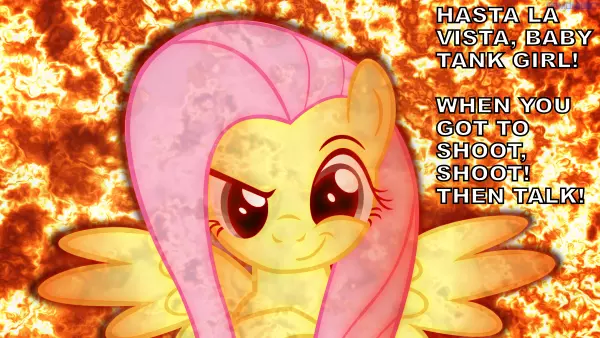 HASTA LA
VISTA, BABY
TANK GIRL!
WHEN YOU
GOT TO
SHOOT,
SHOOT!
THEN TALK!